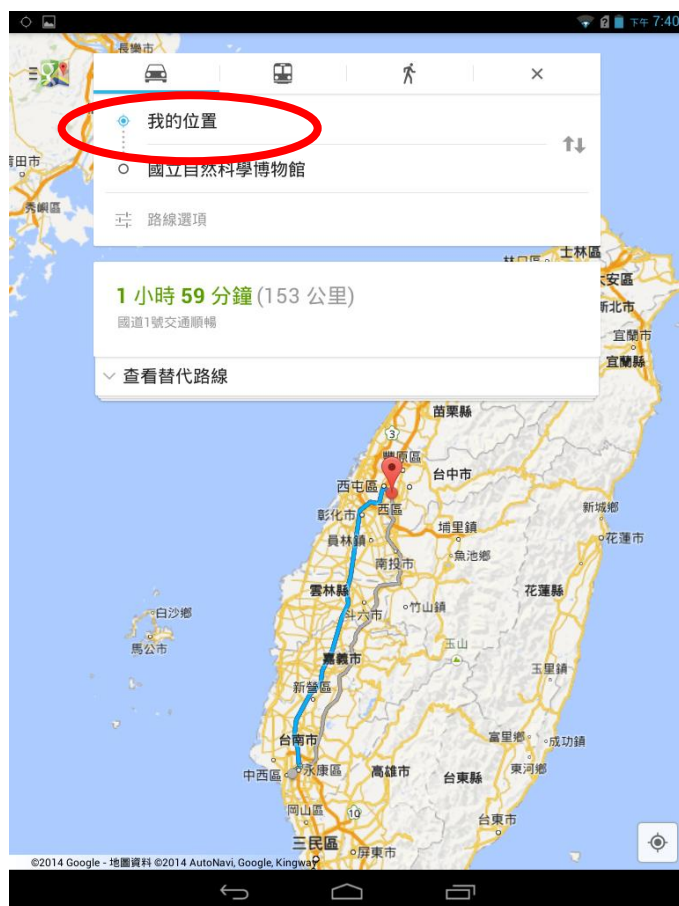 下午 7:40
長樂市
我的位置
莆田市
國立自然科學博物館
秀嶼區
路線選項
士林區
1 小時 59 分鐘 (153 公里)
新北市
國道1號交通順暢
宜蘭市
宜蘭縣
查看替代路線
苗栗縣
3
豐原區
台中市
西屯區
西區
新城鄉
彰化市
埔里鎮
花蓮市
員林鎮
魚池鄉
南投市
雲林縣
花蓮縣
竹山鎮
白沙鄉
斗六市
馬公市
玉山
嘉義市
玉里鎮
新營區
台南市
富里鄉
成功鎮
中西區
永康區
高雄市
台東縣
東河鄉
岡山區
10
台東市
三民區
屏東市
©2014 Google - 地圖資料 ©2014 AutoNavi, Google, Kingway